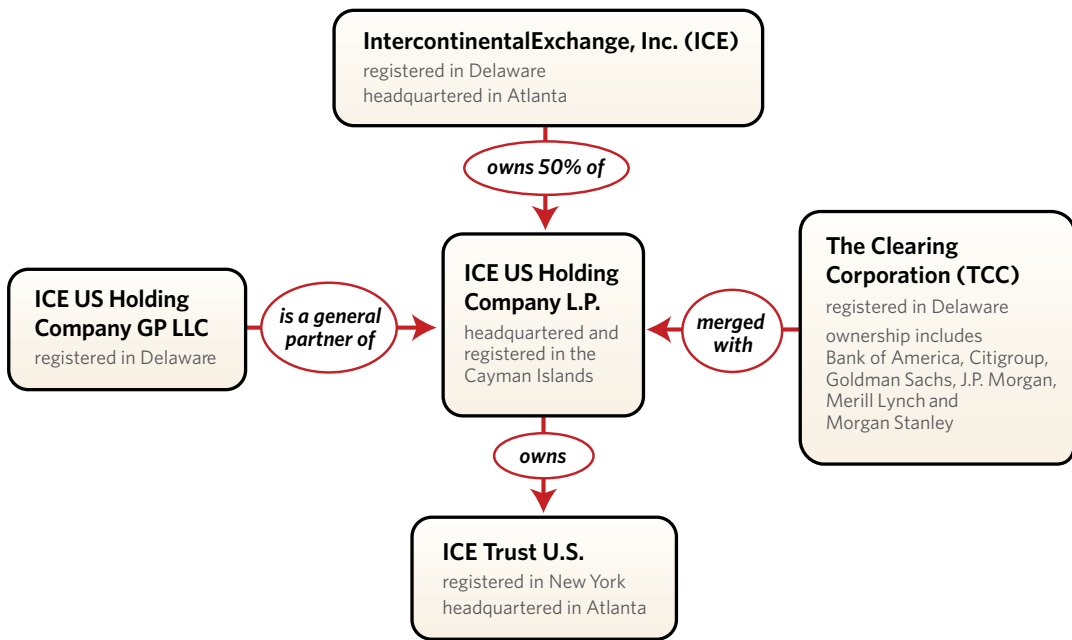 IntercontinentalExchange, Inc. (ICE)
registered in Delaware
headquartered in Atlanta
owns 50% of
ICE US Holding
Company GP LLC
registered in Delaware
is a general
partner of
ICE US Holding
Company L.P.
headquartered and
registered in the
Cayman Islands
merged
with
The Clearing
Corporation (TCC)
registered in Delaware
ownership includes
Bank of America, Citigroup,
Goldman Sachs, J.P. Morgan,
Merill Lynch and
Morgan Stanley
owns
ICE Trust U.S.
registered in New York
headquartered in Atlanta